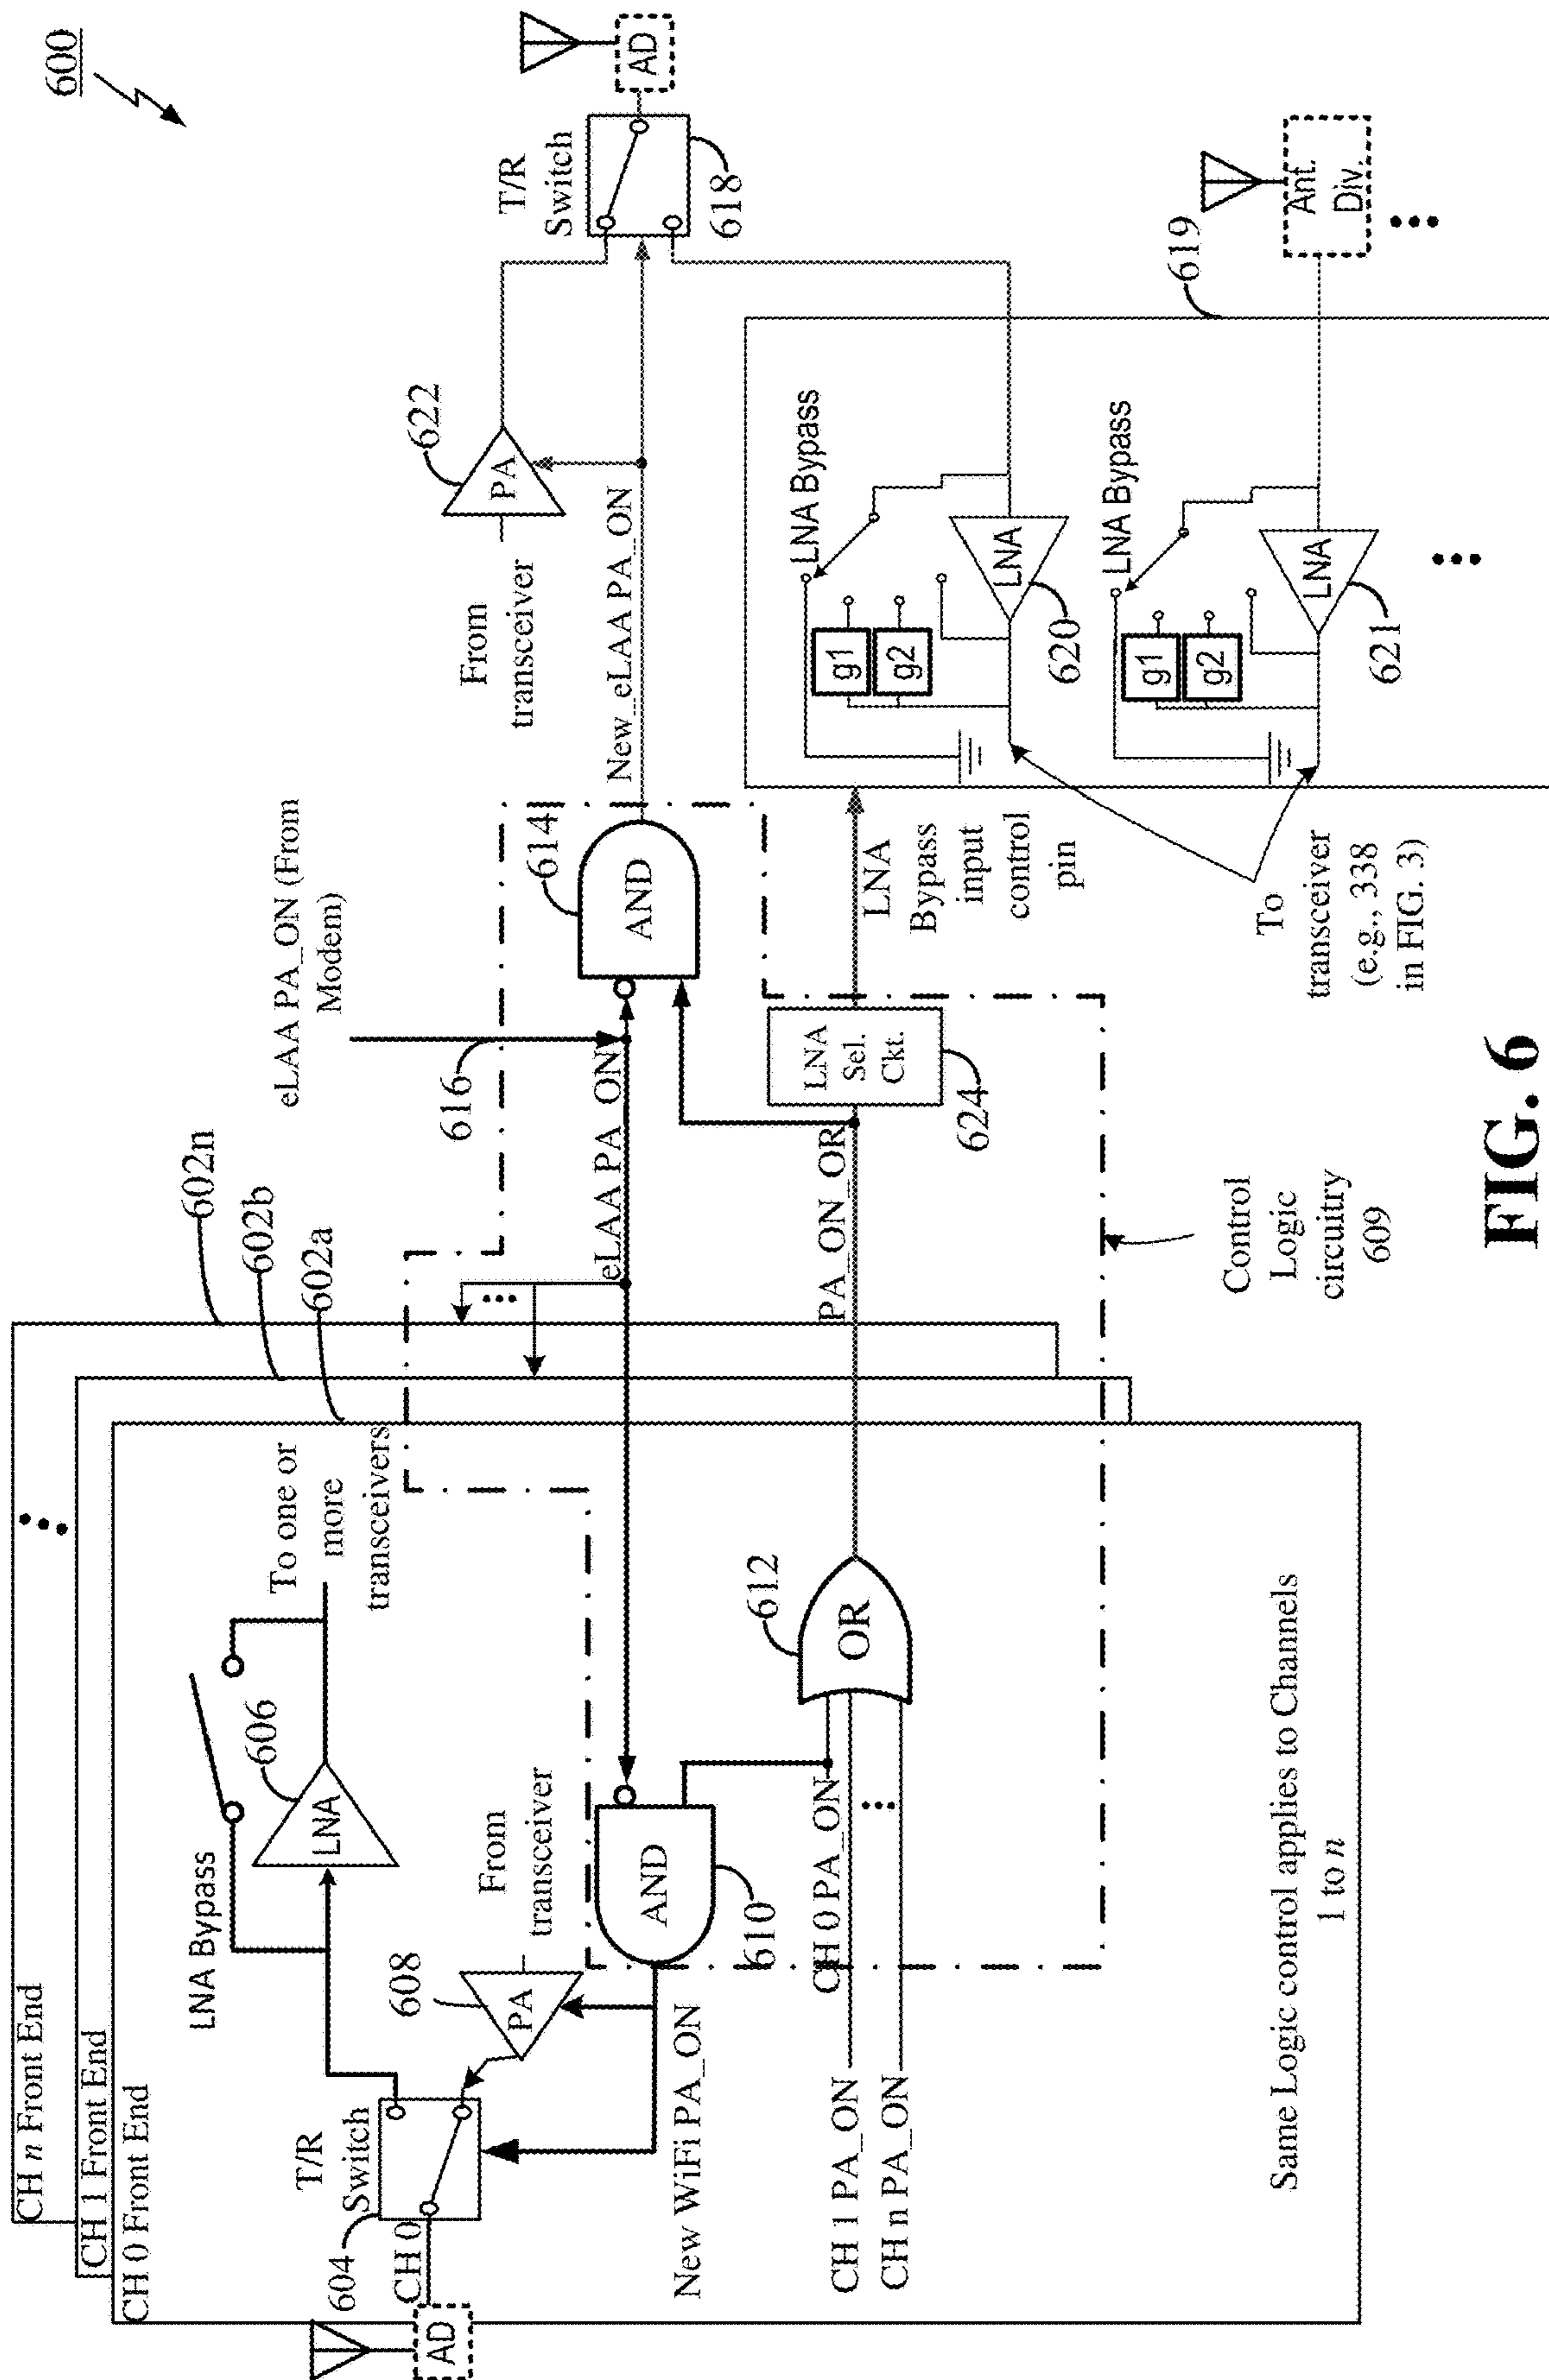 600
CH n Front End
CH 1 Front End
CH 0 Front End
602n
602b
602a
AD
CH 0
604
T/R
Switch
LNA Bypass
LNA
606
To one or
more
transceivers
PA
608
From
transceiver
New WiFi PA_ON
AND
610
CH 0 PA_ON
CH 1 PA_ON
CH n PA_ON
OR
612
Same Logic control applies to Channels
1 to n
eLAA PA_ON
PA_ON_OR
616
eLAA PA_ON (From
Modem)
AND
614
LNA
Sel.
Ckt.
624
Control
Logic
circuitry
609
New_eLAA PA_ON
From
transceiver
PA
622
T/R
Switch
618
AD
LNA
Bypass
input
control
pin
To
transceiver
(e.g., 338
in FIG. 3)
LNA Bypass
g1
g2
LNA
620
LNA Bypass
g1
g2
LNA
621
619
Ant.
Div.
FIG. 6